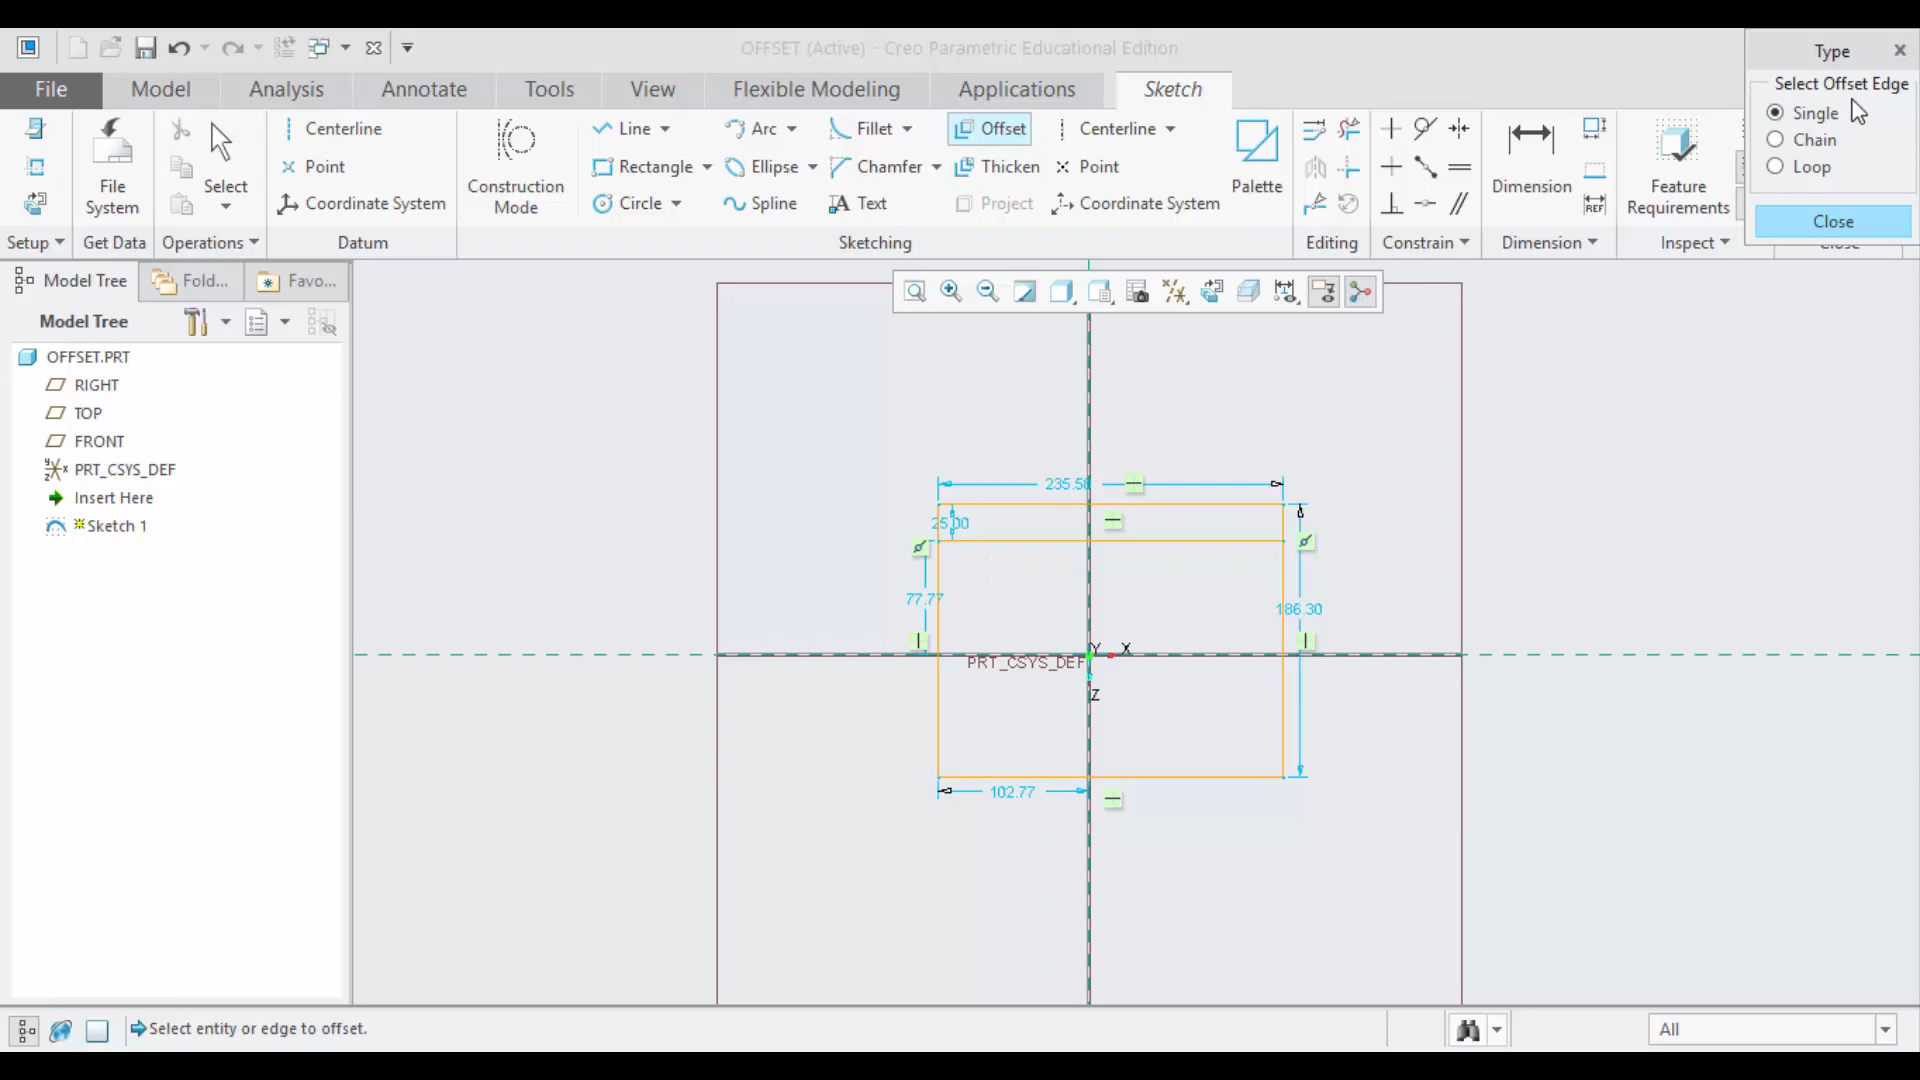 OFFSET (Active) - Creo Parametric Educational Edition
Type
File
Model
Analysis
Annotate
Tools
View
Flexible Modeling
Applications
Sketch
Select Offset Edge
Single
Chain
Loop
Close
Centerline
Line
Arc
Fillet
Offset
Centerline
Point
Rectangle
Ellipse
Chamfer
Thicken
Point
Coordinate System
Circle
Spline
Text
Project
Coordinate System
File
System
Select
Construction
Mode
Palette
Dimension
REF
Feature
Requirements
Setup
Get Data
Operations
Datum
Sketching
Editing
Constrain
Dimension
Inspect
Close
Model Tree
Fold...
Favo...
Model Tree
OFFSET.PRT
RIGHT
TOP
FRONT
PRT_CSYS_DEF
Insert Here
Sketch 1
235.58
25.00
77.77
186.30
Y
X
PRT_CSYS_DEF
Z
102.77
Select entity or edge to offset.
All